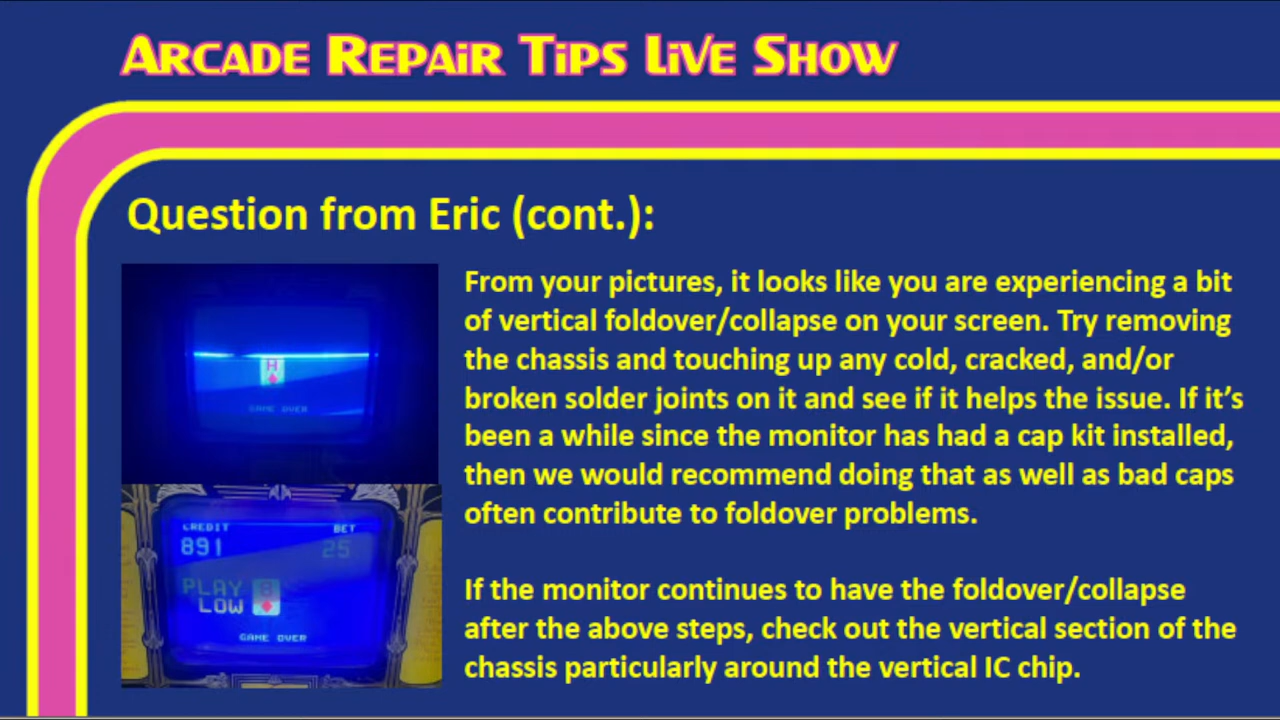 ARCADE REPAIR TIPS LIVE SHOW
Question from Eric (cont.):
From your pictures, it looks like you are experiencing a bit
of vertical foldover/collapse on your screen. Try removing
the chassis and touching up any cold, cracked, and/or
broken solder joints on it and see if it helps the issue. If it's
been a while since the monitor has had a cap kit installed,
then we would recommend doing that as well as bad caps
often contribute to foldover problems.
If the monitor continues to have the foldover/collapse
after the above steps, check out the vertical section of the
chassis particularly around the vertical IC chip.
H
GAME OVER
CREDIT BET
891 25
PLAY 8
LOW
GAME OVER